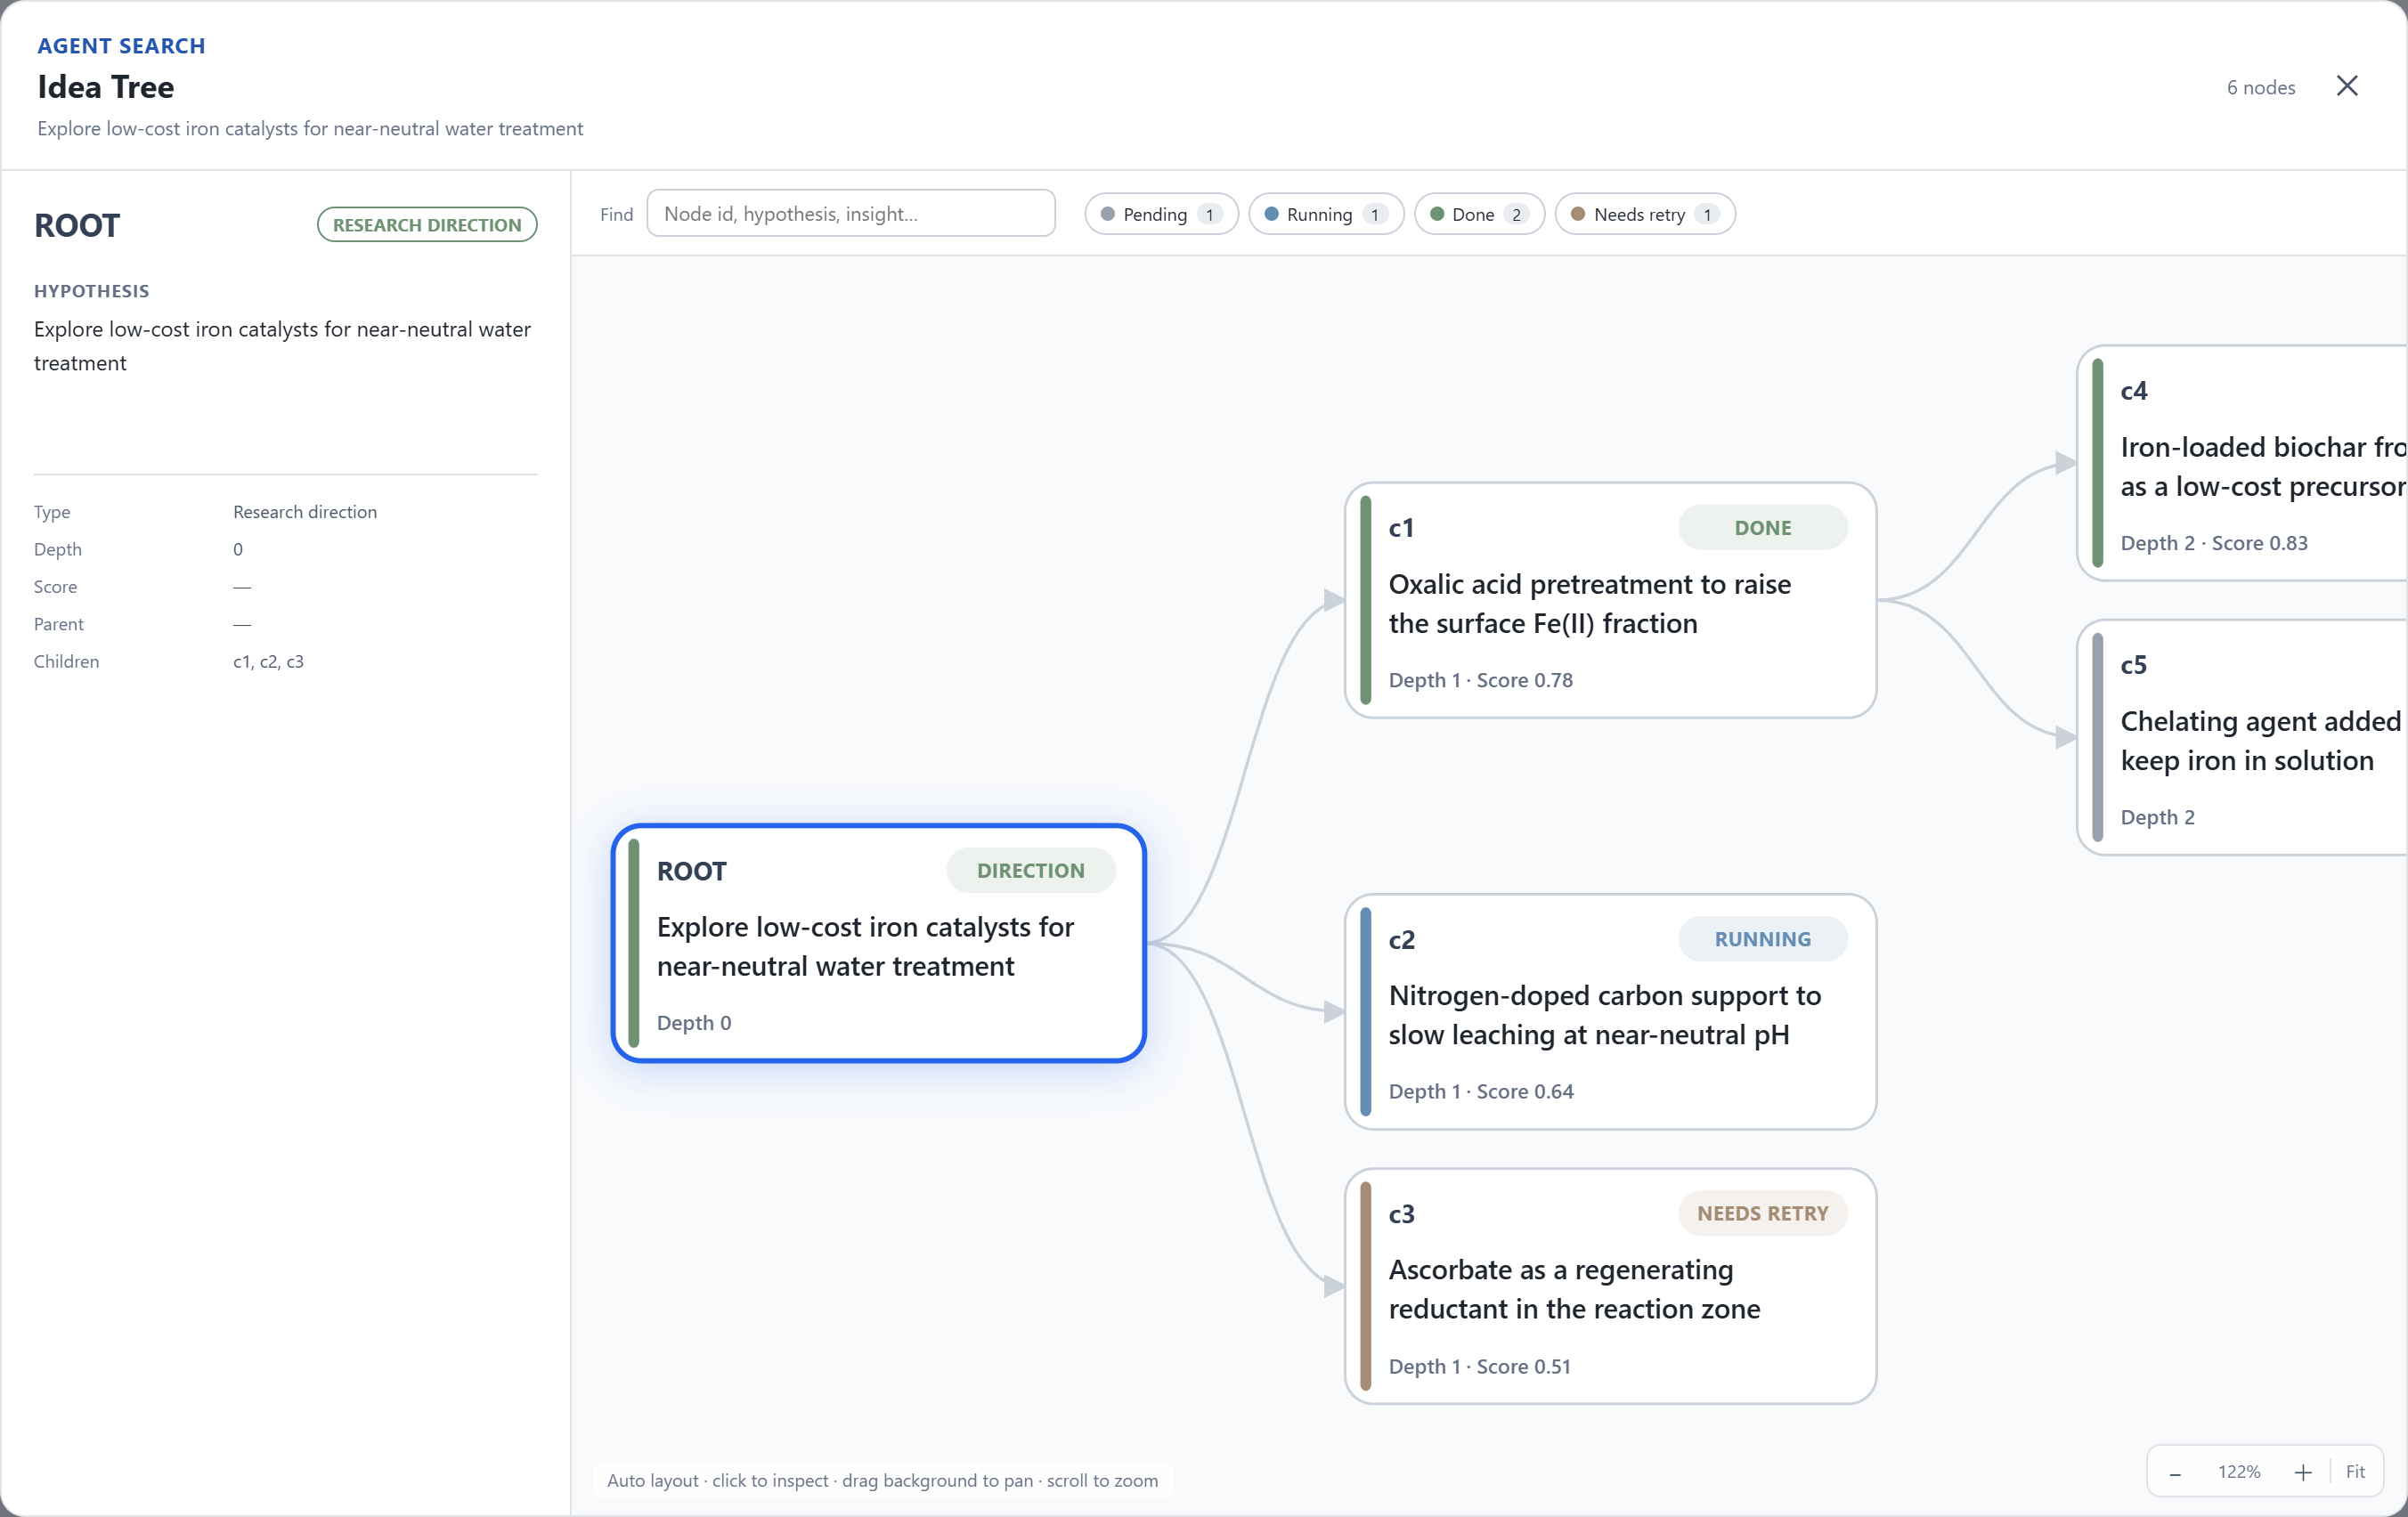 AGENT SEARCH
Idea Tree
Explore low-cost iron catalysts for near-neutral water treatment
6 nodes
ROOT
RESEARCH DIRECTION
HYPOTHESIS
Explore low-cost iron catalysts for near-neutral water
treatment
Type Research direction
Depth 0
Score —
Parent —
Children c1, c2, c3
Find Node id, hypothesis, insight...
Pending 1
Running 1
Done 2
Needs retry 1
ROOT
DIRECTION
Explore low-cost iron catalysts for
near-neutral water treatment
Depth 0
c1
DONE
Oxalic acid pretreatment to raise
the surface Fe(II) fraction
Depth 1 · Score 0.78
c2
RUNNING
Nitrogen-doped carbon support to
slow leaching at near-neutral pH
Depth 1 · Score 0.64
c3
NEEDS RETRY
Ascorbate as a regenerating
reductant in the reaction zone
Depth 1 · Score 0.51
c4
Iron-loaded biochar
as a low-cost precursor
Depth 2 · Score 0.83
c5
Chelating agent added
keep iron in solution
Depth 2
Auto layout · click to inspect · drag background to pan · scroll to zoom
– 122% + Fit